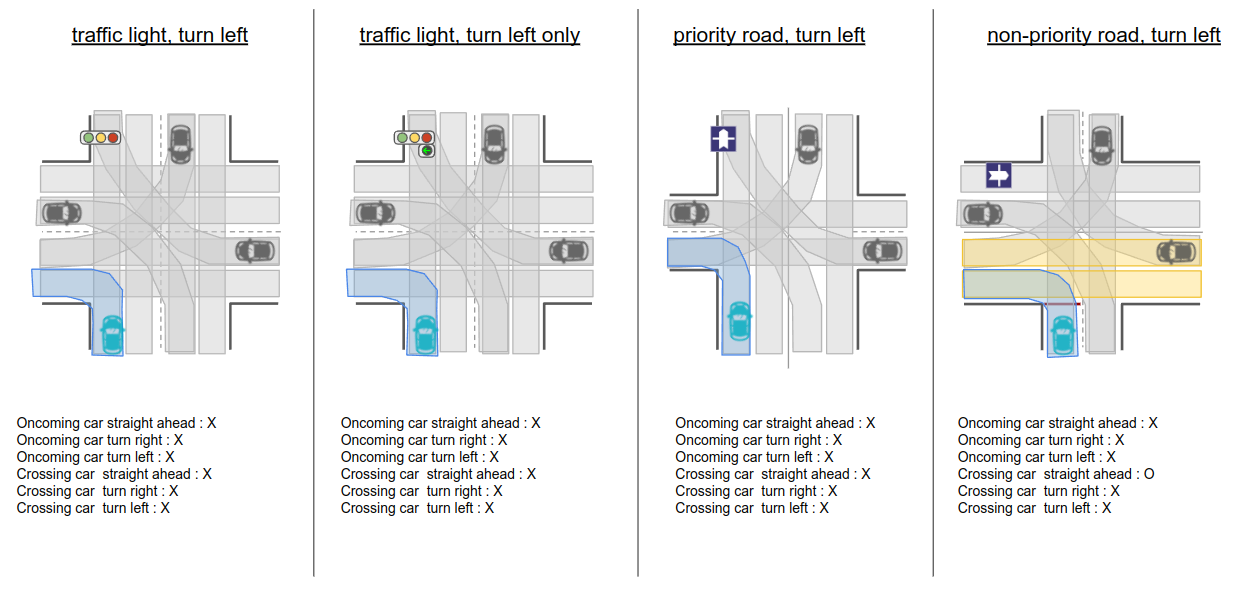 traffic light, turn left
Oncoming car straight ahead : X
Oncoming car turn right : X
Oncoming car turn left : X
Crossing car  straight ahead : X
Crossing car  turn right : X
Crossing car  turn left : X
traffic light, turn left only
Oncoming car straight ahead : X
Oncoming car turn right : X
Oncoming car turn left : X
Crossing car  straight ahead : X
Crossing car  turn right : X
Crossing car  turn left : X
priority road, turn left
Oncoming car straight ahead : X
Oncoming car turn right : X
Oncoming car turn left : X
Crossing car  straight ahead : X
Crossing car  turn right : X
Crossing car  turn left : X
non-priority road, turn left
Oncoming car straight ahead : X
Oncoming car turn right : X
Oncoming car turn left : X
Crossing car  straight ahead : O
Crossing car  turn right : X
Crossing car  turn left : X